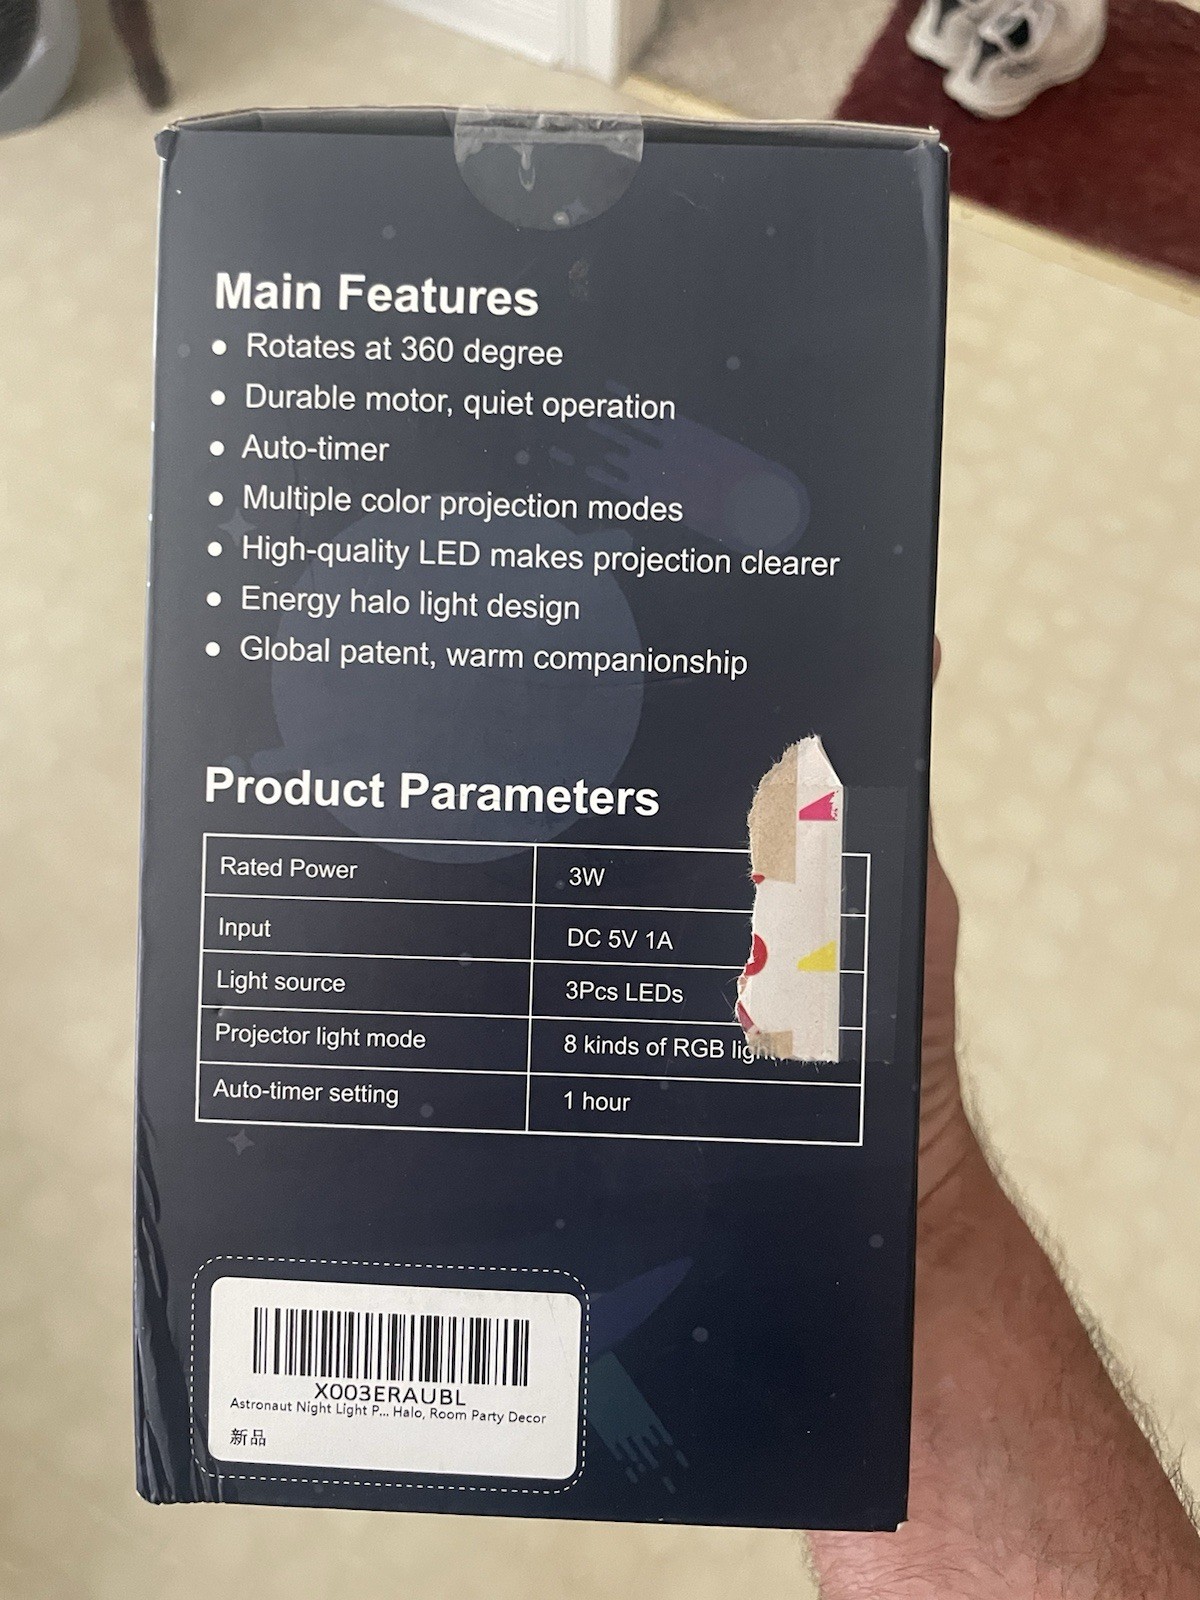 Main Features
● Rotates at 360 degree
● Durable motor, quiet operation
● Auto-timer
● Multiple color projection modes
● High-quality LED makes projection clearer
● Energy halo light design
● Global patent, warm companionship
Product Parameters
Rated Power 3W
Input DC 5V 1A
Light source 3Pcs LEDs
Projector light mode 8 kinds of RGB light
Auto-timer setting 1 hour
X003ERAUBL
Astronaut Night Light P... Halo, Room Party Decor
新品